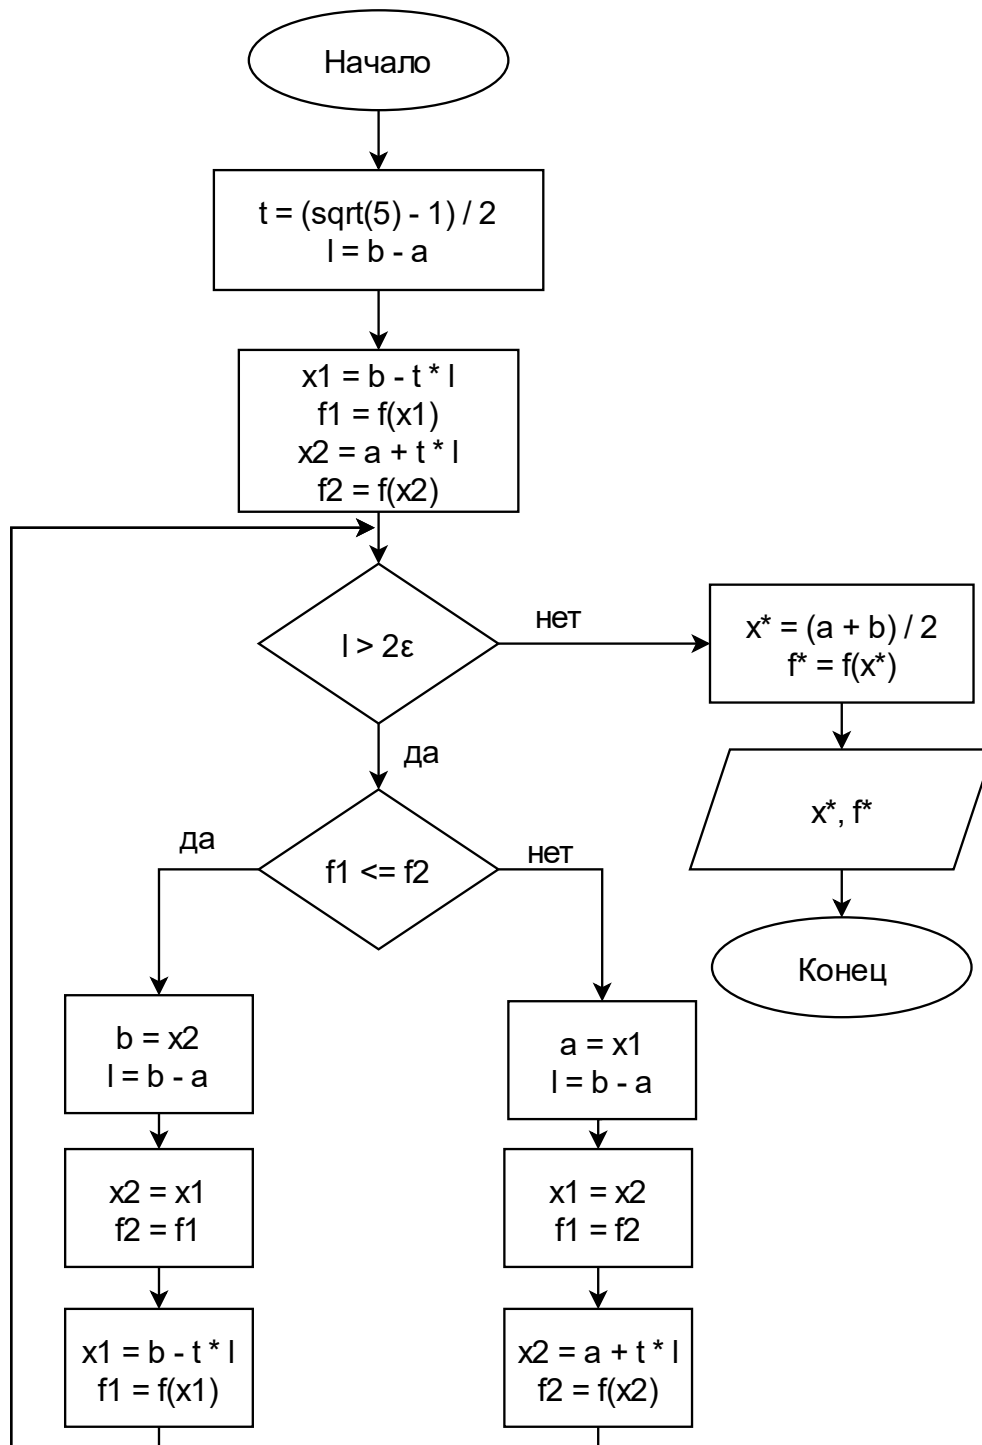 Начало
t = (sqrt(5) - 1) / 2
l = b - a
x1 = b - t * l
f1 = f(x1)
x2 = a + t * l
f2 = f(x2)
l > 2ε
нет
x* = (a + b) / 2
f* = f(x*)
да
x*, f*
да
f1 <= f2
нет
Конец
b = x2
l = b - a
a = x1
l = b - a
x2 = x1
f2 = f1
x1 = x2
f1 = f2
x1 = b - t * l
f1 = f(x1)
x2 = a + t * l
f2 = f(x2)